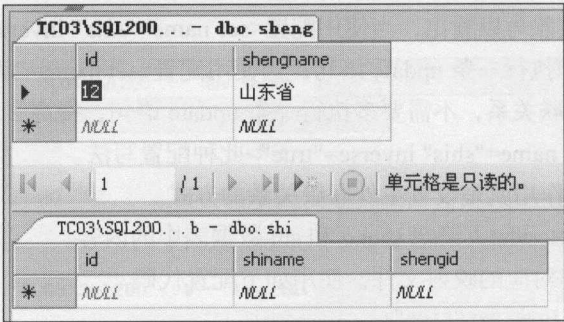 TC03\SQL200...- dbo.sheng
id shengname
12 山东省
NULL NULL
1 /1 单元格是只读的。
TC03\SQL200...b - dbo.shi
id shiname shengid
NULL NULL NULL